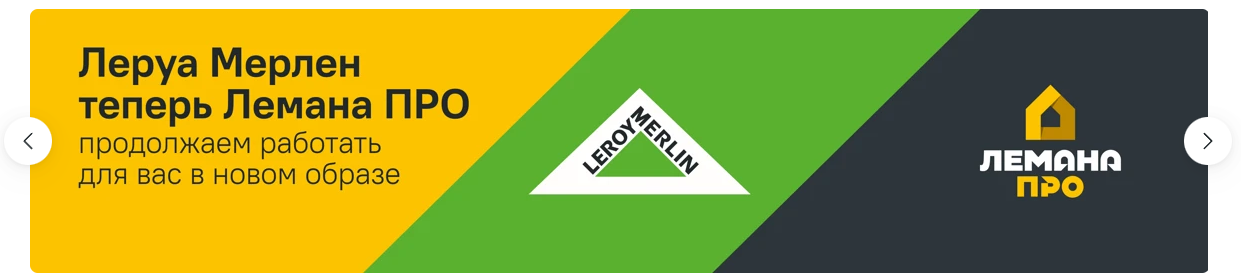 Леруа Мерлен
теперь Лемана ПРО
продолжаем работать
для вас в новом образе
LEROY MERLIN
ЛЕМАНА
ПРО